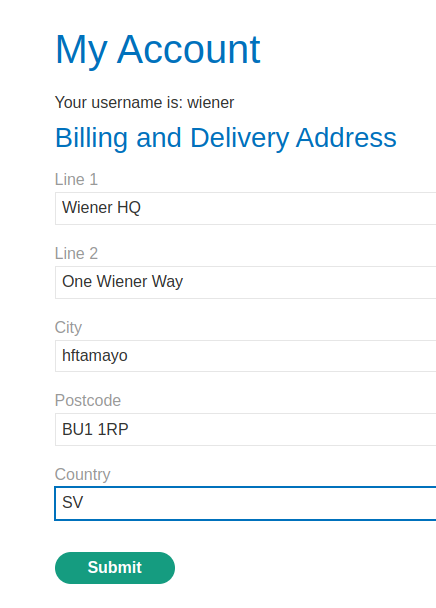 My Account
Your username is: wiener
Billing and Delivery Address
Line 1
Wiener HQ
Line 2
One Wiener Way
City
hftamayo
Postcode
BU1 1RP
Country
SV
Submit